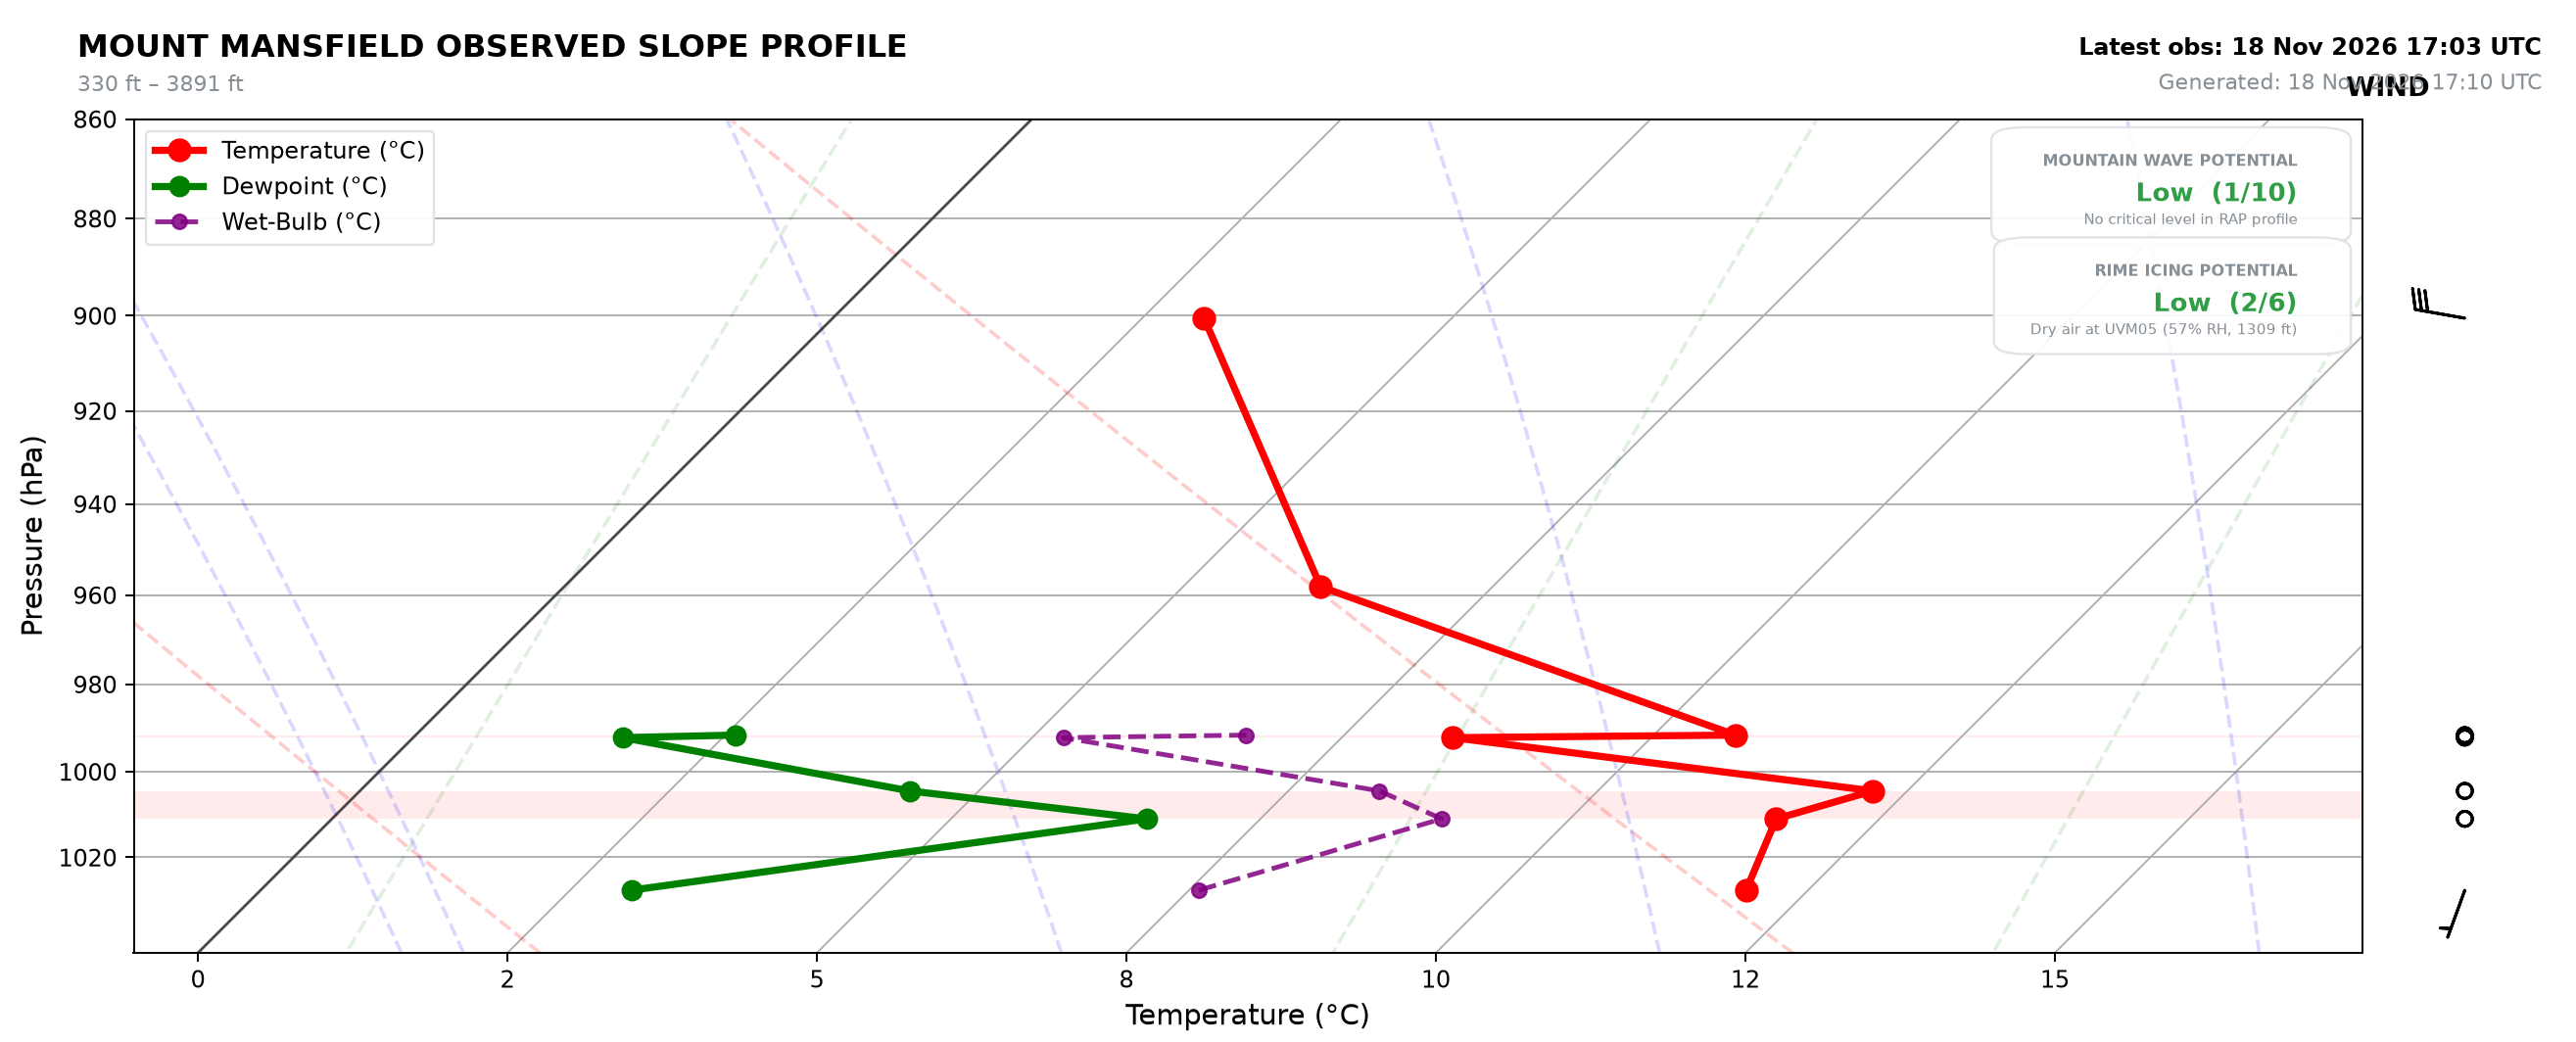 MOUNT MANSFIELD OBSERVED SLOPE PROFILE
330 ft – 3891 ft
Latest obs: 18 Nov 2026 17:03 UTC
Generated: 18 Nov 2026 17:10 UTC
WIND
Temperature (°C)
Dewpoint (°C)
Wet-Bulb (°C)
MOUNTAIN WAVE POTENTIAL
Low (1/10)
No critical level in RAP profile
RIME ICING POTENTIAL
Low (2/6)
Dry air at UVM05 (57% RH, 1309 ft)
Pressure (hPa)
860
880
900
920
940
960
980
1000
1020
0 2 5 8 10 12 15
Temperature (°C)